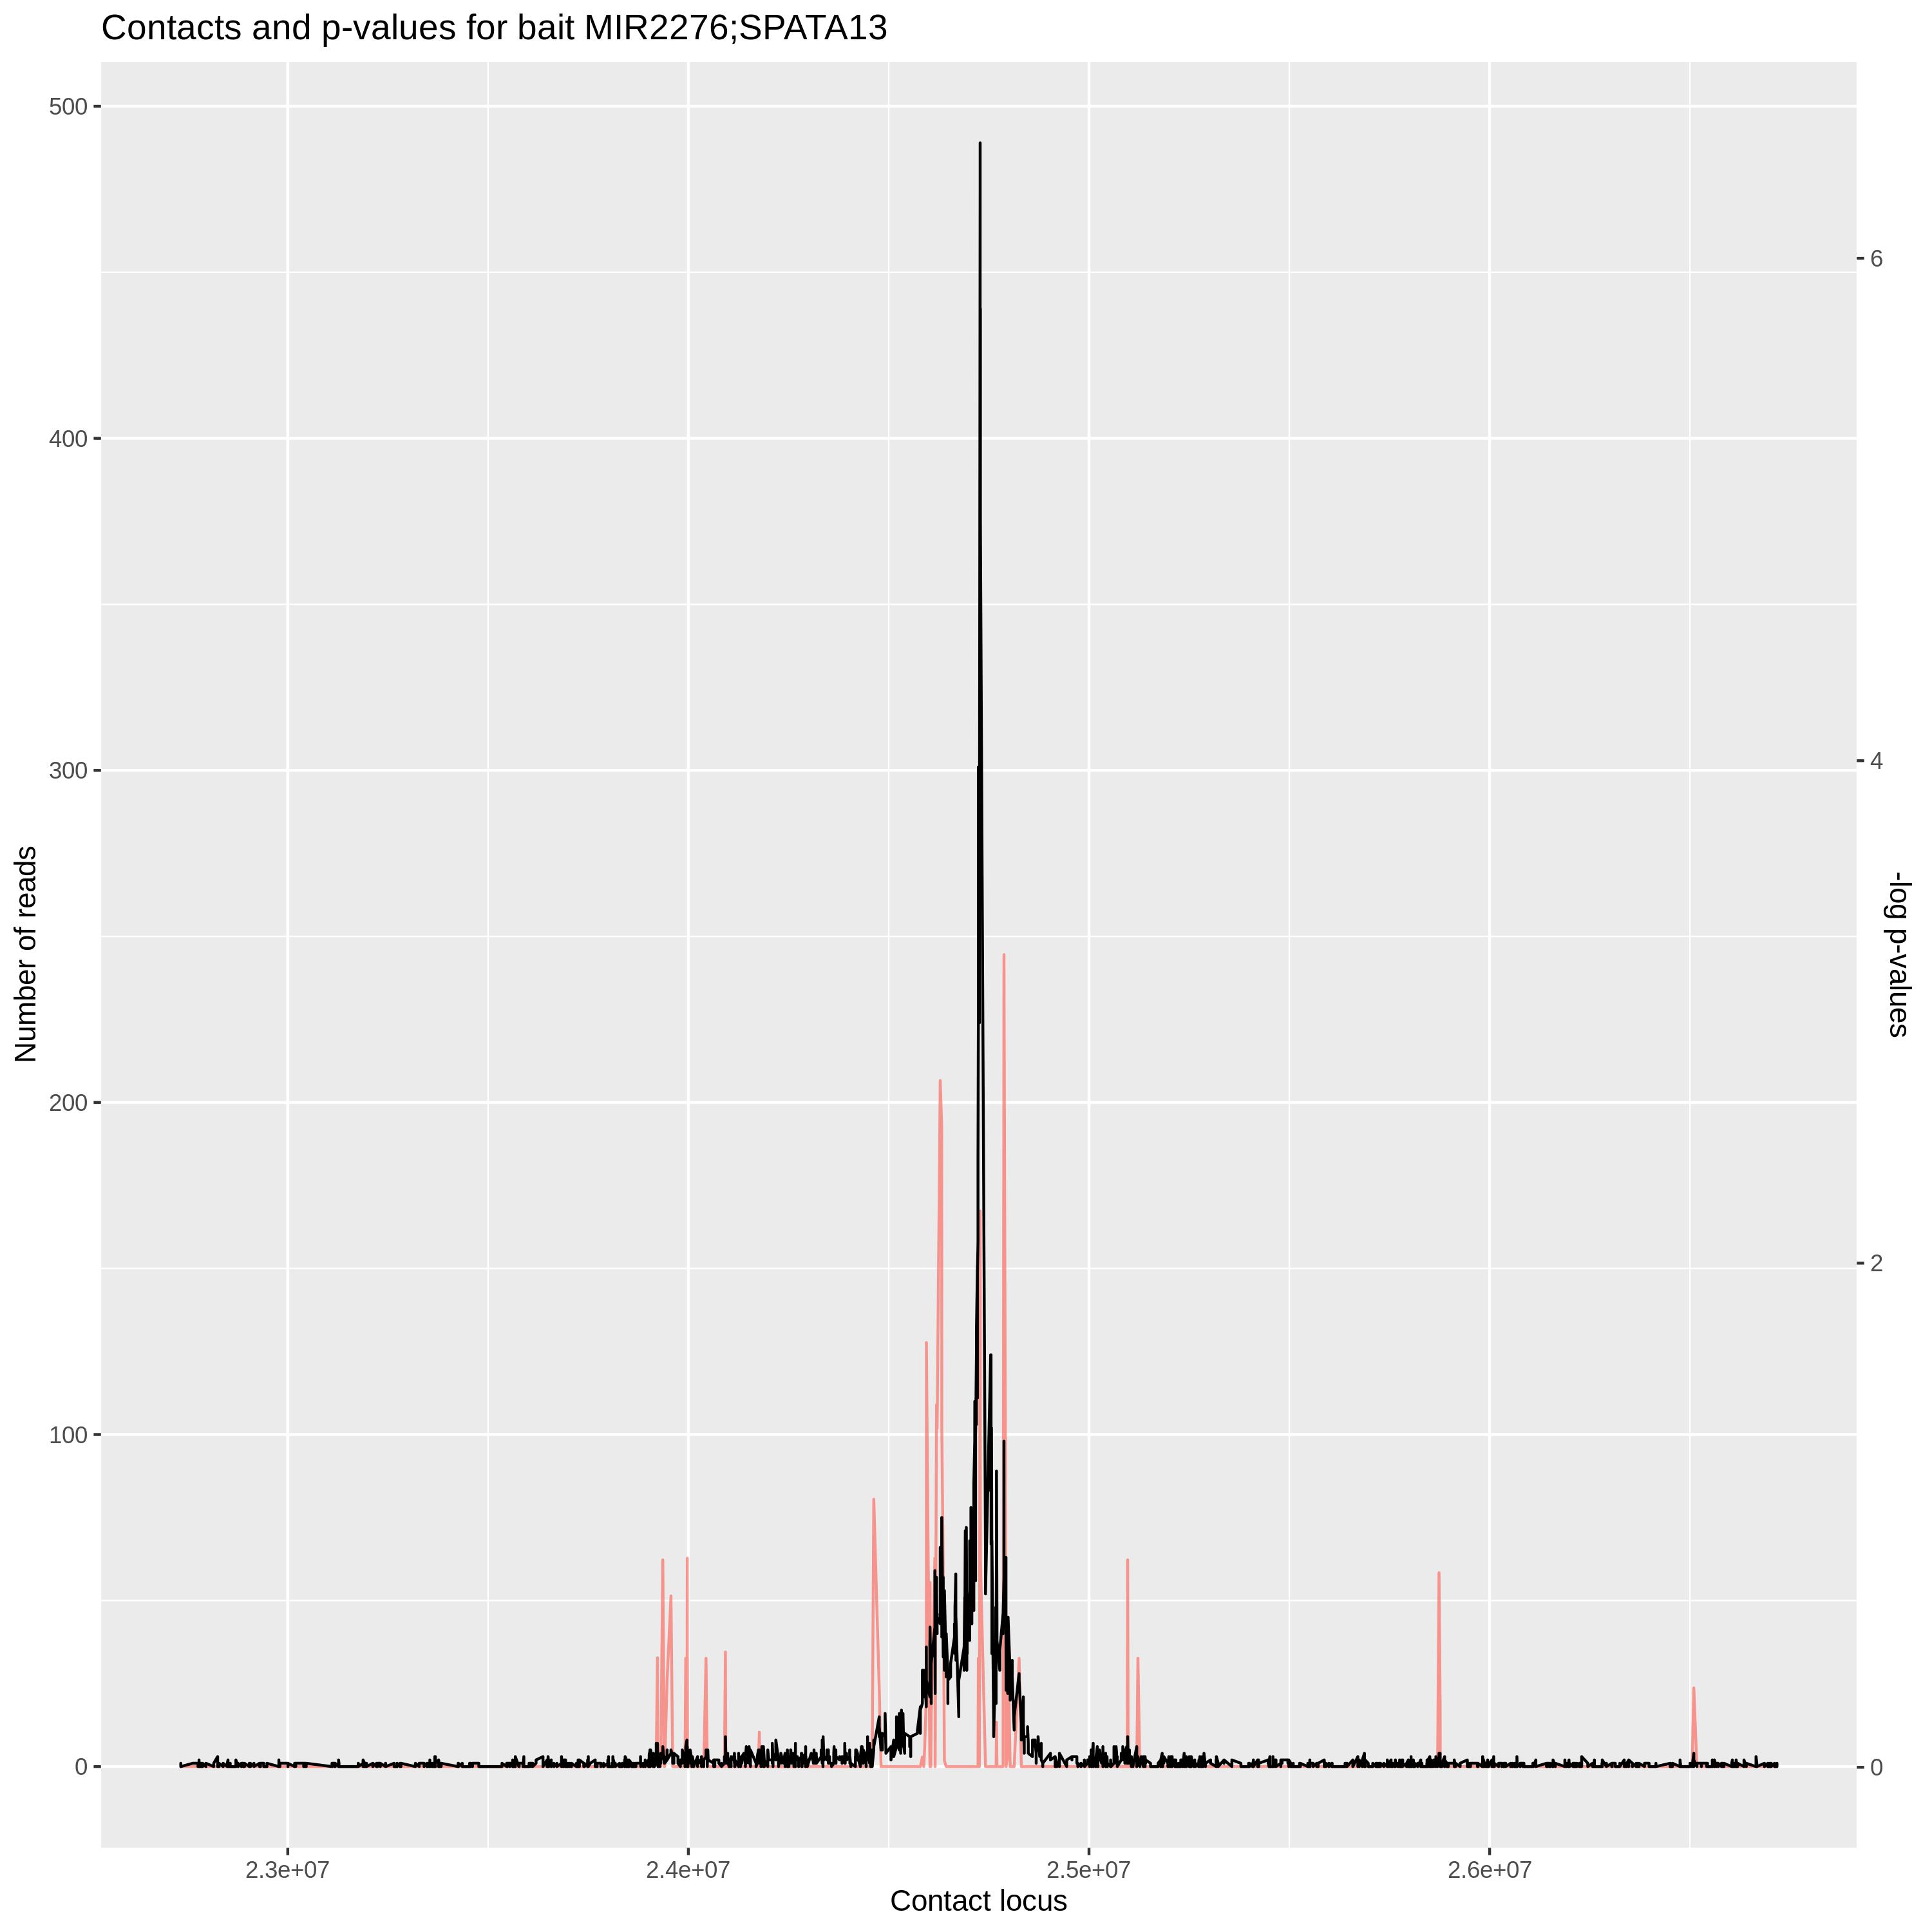 Contacts and p-values for bait MIR2276;SPATA13
500
400
300
200
100
0
Number of reads
6
4
2
0
-log p-values
2.3e+07
2.4e+07
2.5e+07
2.6e+07
Contact locus